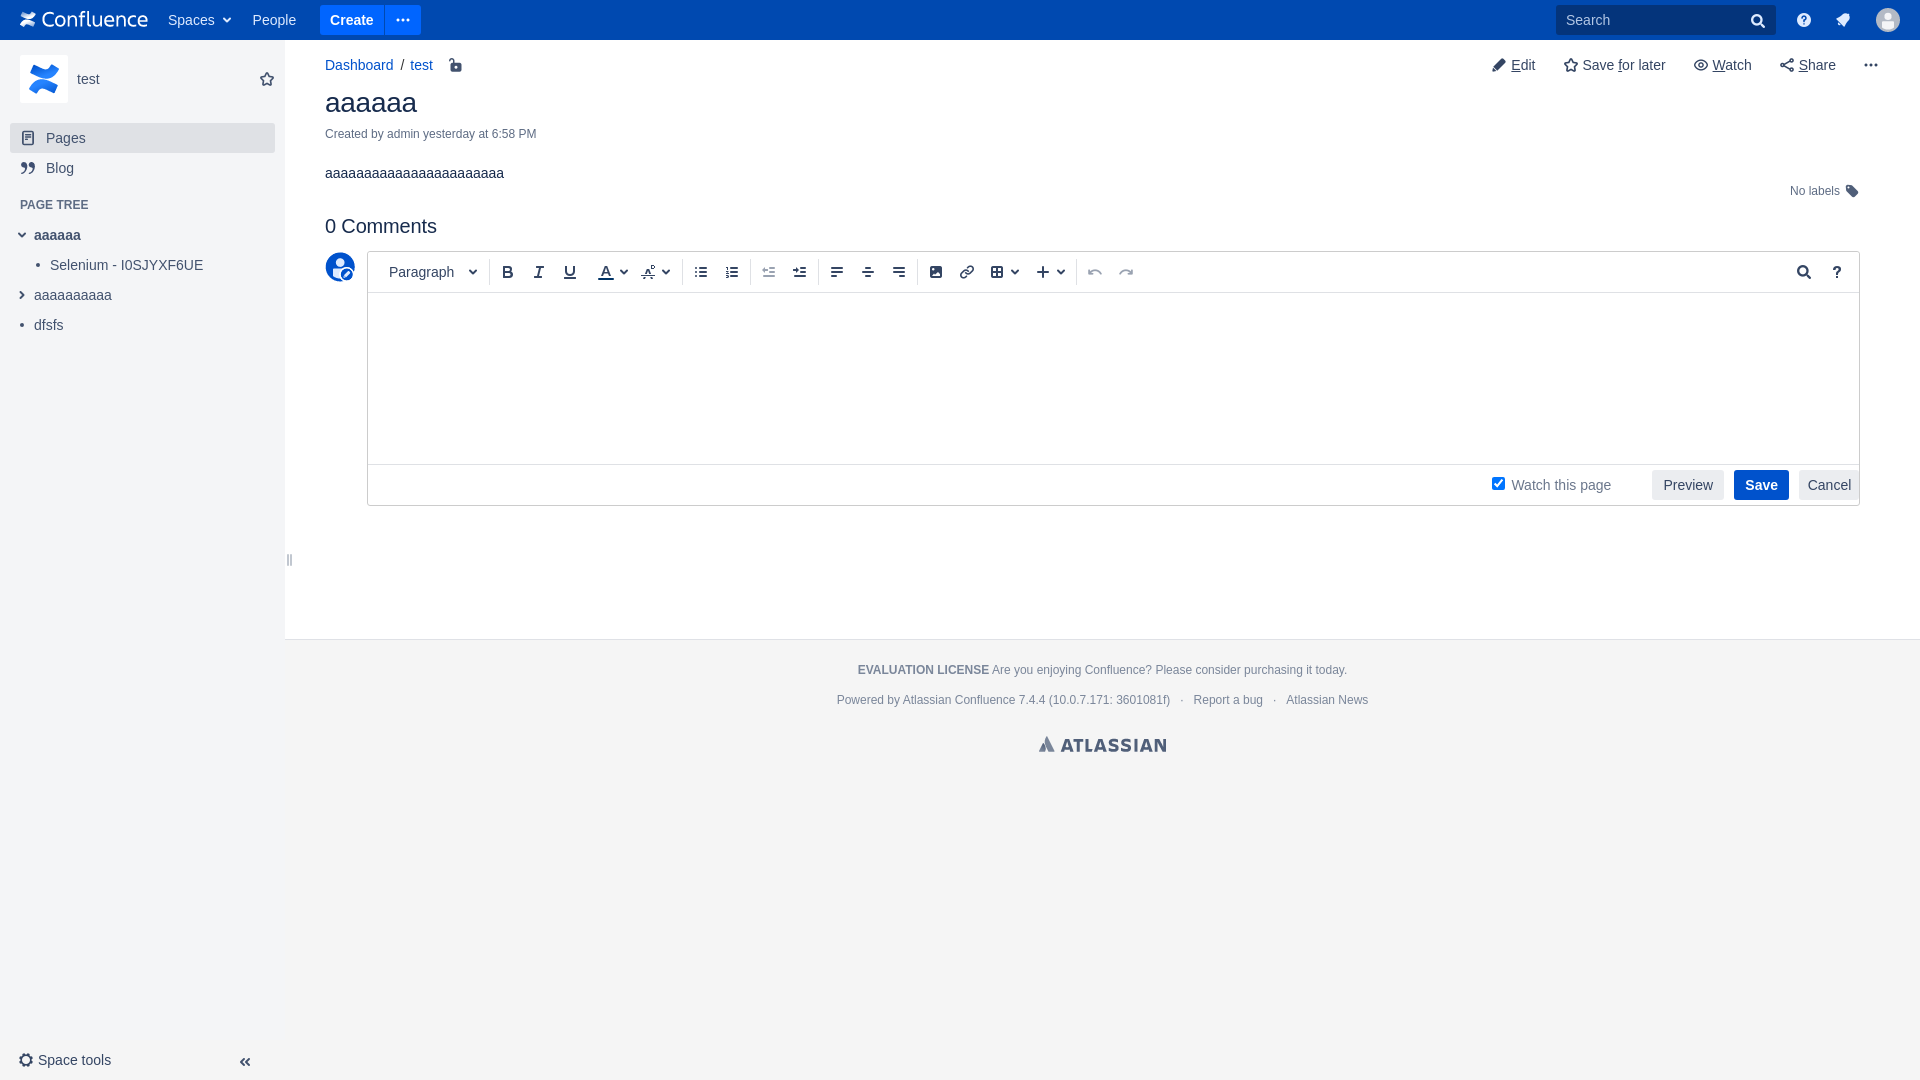 Confluence Spaces People Create Search
test
Pages
Blog
PAGE TREE
aaaaaa
Selenium - I0SJYXF6UE
aaaaaaaaaa
dfsfs
Space tools
Dashboard / test
Edit Save for later Watch Share
aaaaaa
Created by admin yesterday at 6:58 PM
aaaaaaaaaaaaaaaaaaaaaaa
No labels
0 Comments
Paragraph B I U A
Watch this page Preview Save Cancel
EVALUATION LICENSE Are you enjoying Confluence? Please consider purchasing it today.
Powered by Atlassian Confluence 7.4.4 (10.0.7.171: 3601081f) · Report a bug · Atlassian News
ATLASSIAN